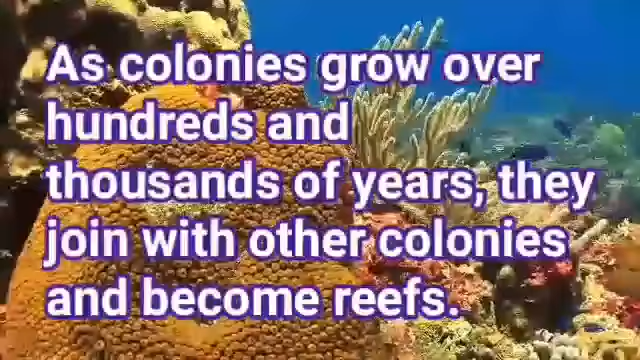 As colonies grow over
hundreds and
thousands of years, they
join with other colonies
and become reefs.